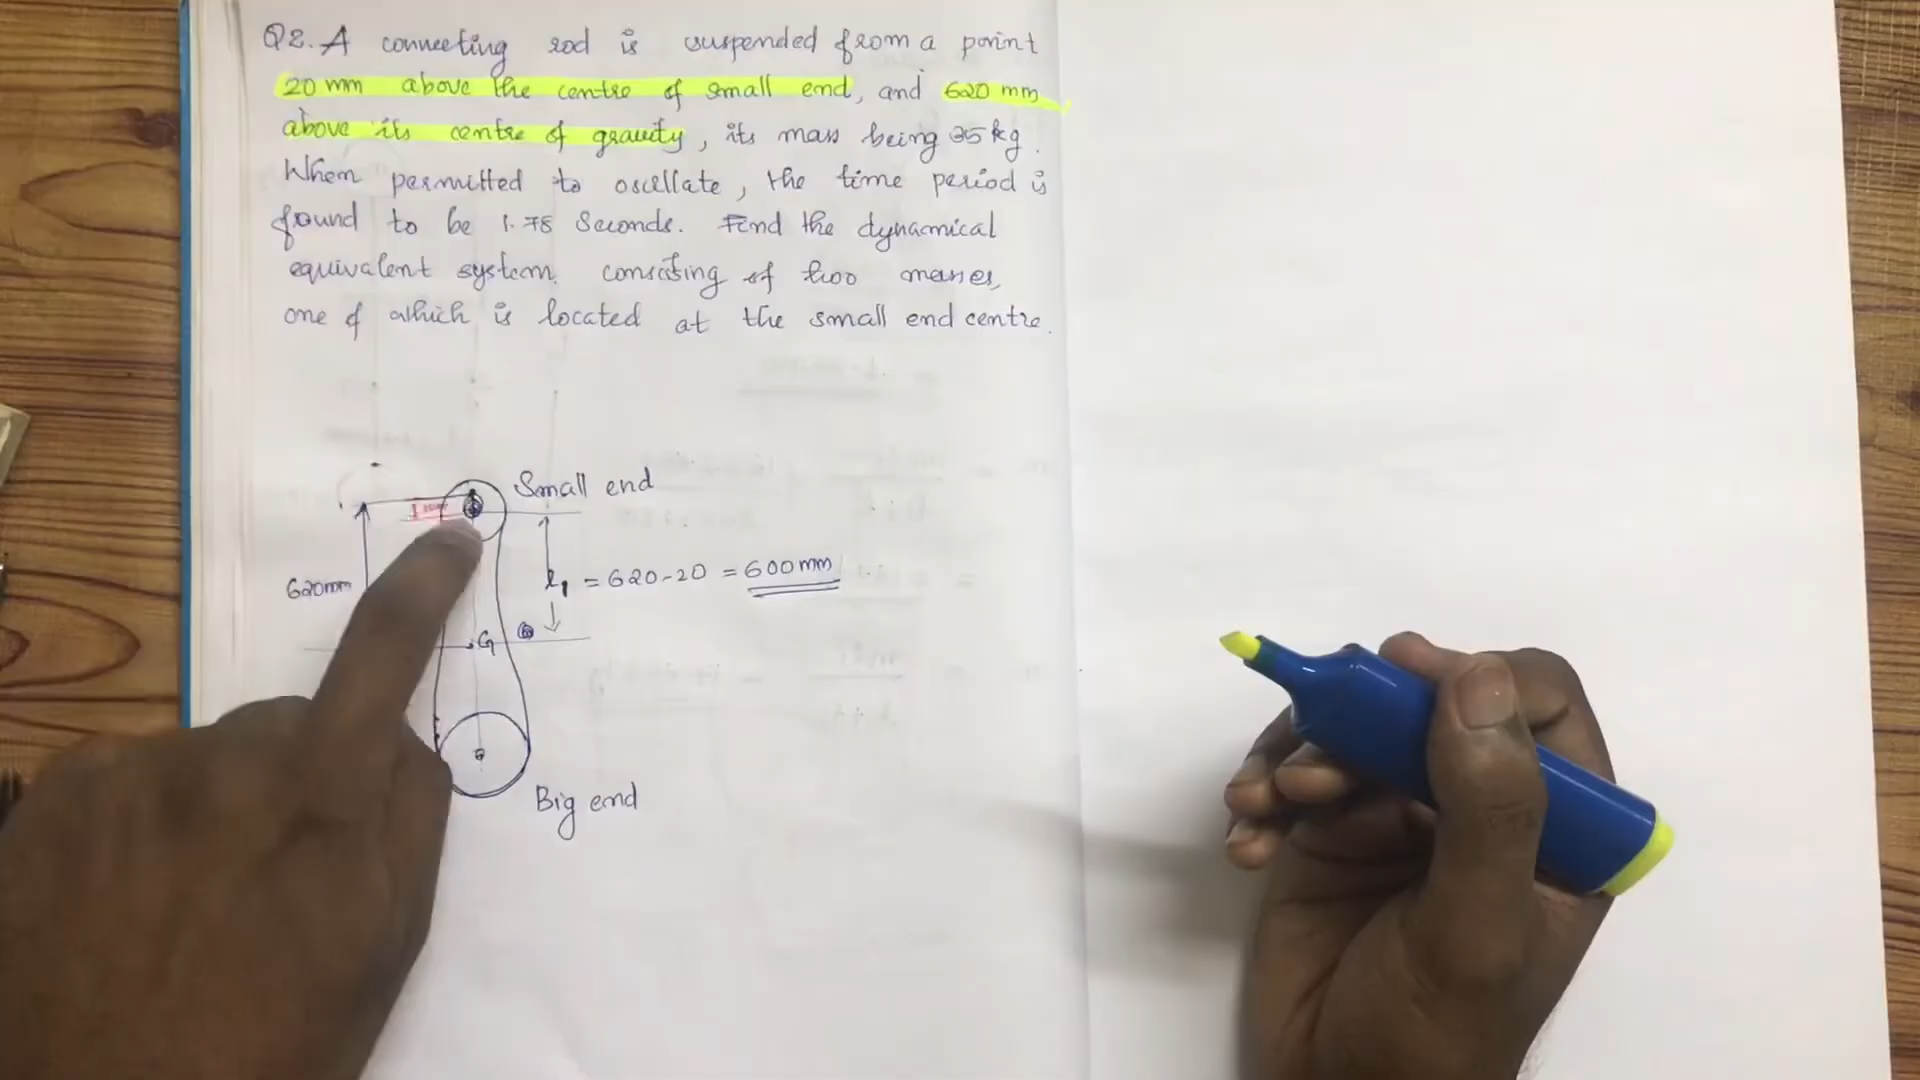 Q2. A connecting rod is suspended from a point
20 mm above the centre of small end, and 620 mm
above its centre of gravity, its mass being 35 kg.
When permitted to oscillate, the time period is
found to be 1.78 Seconds. Find the dynamical
equivalent system consisting of two masses,
one of which is located at the small end centre.
Small end
620mm
l₁ = 620-20 = 600mm
G
Big end